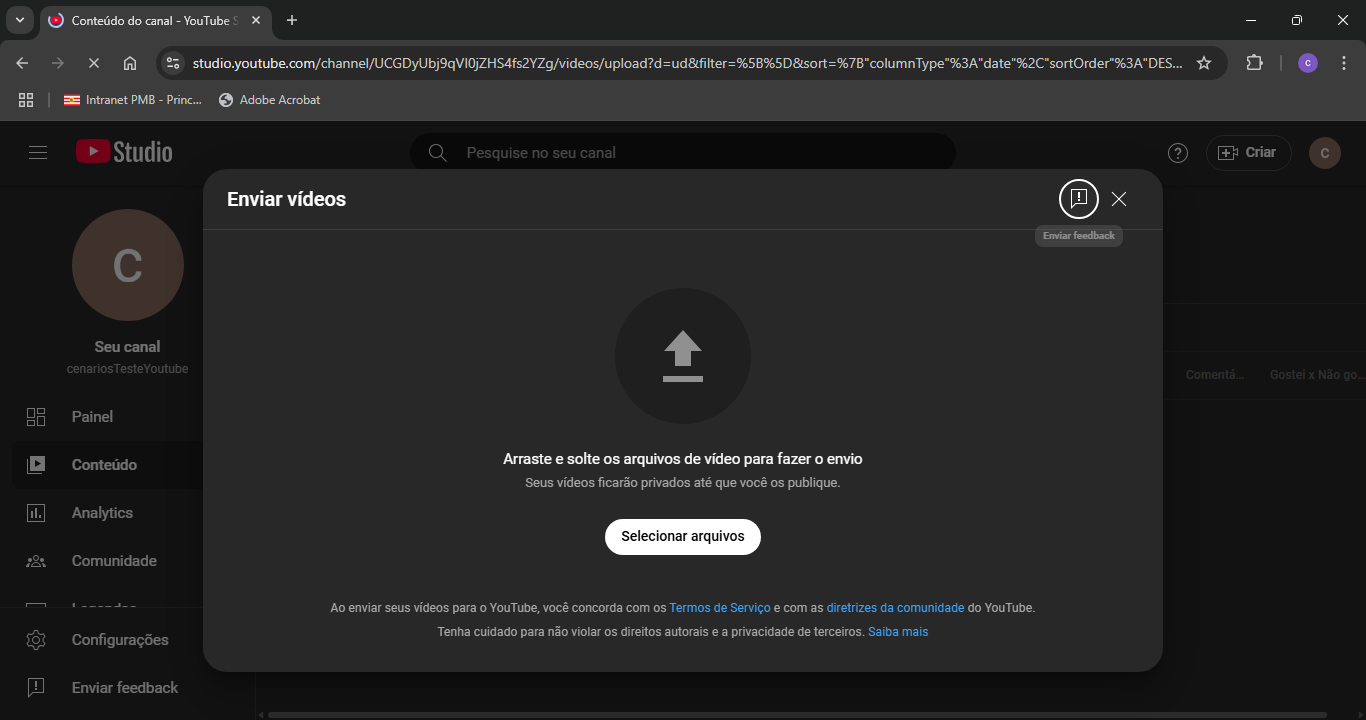 Conteúdo do canal - YouTube S
studio.youtube.com/channel/UCGDyUbj9qVI0jZHS4fs2YZg/videos/upload?d=ud&filter=%5B%5D&sort=%7B"columnType"%3A"date"%2C"sortOrder"%3A"DES...
Intranet PMB - Princ...
Adobe Acrobat
Studio
Pesquise no seu canal
Criar
C
Enviar vídeos
Enviar feedback
C
Seu canal
cenariosTesteYoutube
Comentá...
Gostei x Não go...
Painel
Conteúdo
Analytics
Comunidade
Legendas
Configurações
Enviar feedback
Arraste e solte os arquivos de vídeo para fazer o envio
Seus vídeos ficarão privados até que você os publique.
Selecionar arquivos
Ao enviar seus vídeos para o YouTube, você concorda com os Termos de Serviço e com as diretrizes da comunidade do YouTube.
Tenha cuidado para não violar os direitos autorais e a privacidade de terceiros. Saiba mais